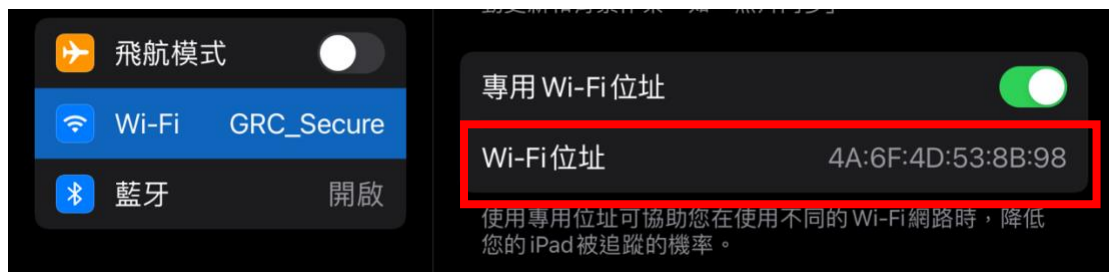 飛航模式
Wi-Fi GRC_Secure
藍牙 開啟
專用 Wi-Fi 位址
Wi-Fi 位址 4A:6F:4D:53:8B:98
使用專用位址可協助您在使用不同的 Wi-Fi 網路時，降低
您的 iPad 被追蹤的機率。